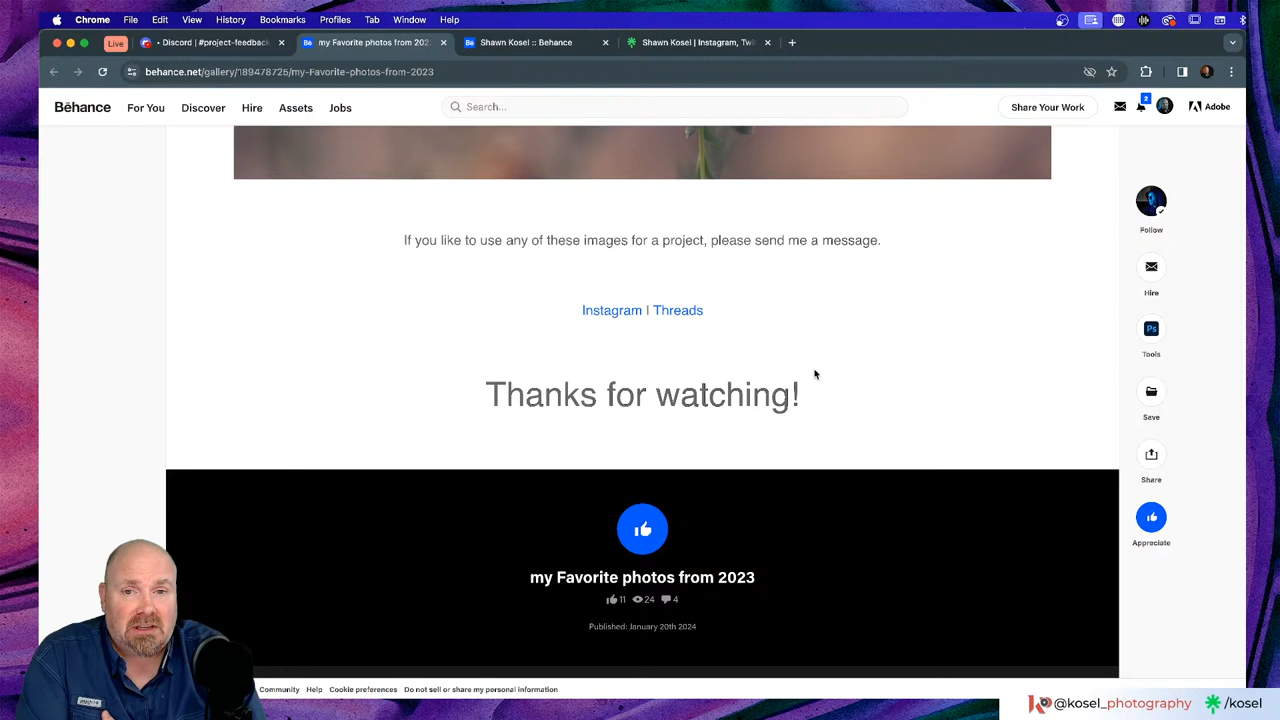 Chrome File Edit View History Bookmarks Profiles Tab Window Help
Live • Discord | #project-feedback my Favorite photos from 202 Shawn Kosel :: Behance Shawn Kosel | Instagram, Tw
behance.net/gallery/189478725/my-Favorite-photos-from-2023
Bēhance For You Discover Hire Assets Jobs Search... Share Your Work 2 Adobe
If you like to use any of these images for a project, please send me a message.
Instagram | Threads
Thanks for watching!
Follow
Hire
Ps
Tools
Save
Share
Appreciate
my Favorite photos from 2023
11 24 4
Published: January 20th 2024
Community Help Cookie preferences Do not sell or share my personal information
@kosel_photography /kosel